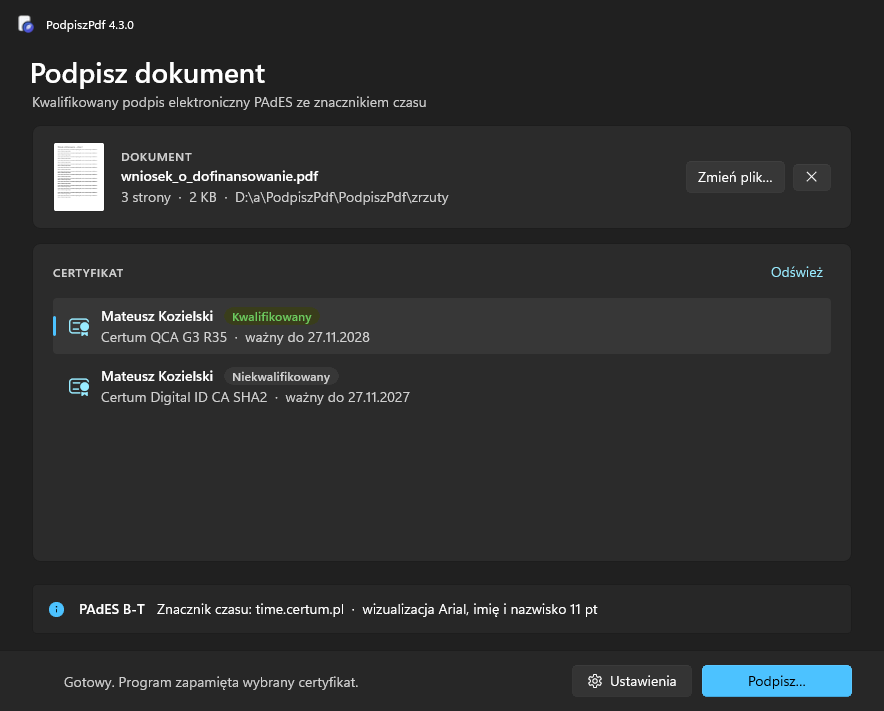 PodpiszPdf 4.3.0
Podpisz dokument
Kwalifikowany podpis elektroniczny PAdES ze znacznikiem czasu
DOKUMENT
wniosek_o_dofinansowanie.pdf
3 strony · 2 KB · D:\a\PodpiszPdf\PodpiszPdf\zrzuty
Zmień plik...
CERTYFIKAT
Odśwież
Mateusz Kozielski Kwalifikowany
Certum QCA G3 R35 · ważny do 27.11.2028
Mateusz Kozielski Niekwalifikowany
Certum Digital ID CA SHA2 · ważny do 27.11.2027
PAdES B-T Znacznik czasu: time.certum.pl · wizualizacja Arial, imię i nazwisko 11 pt
Gotowy. Program zapamięta wybrany certyfikat.
Ustawienia
Podpisz...